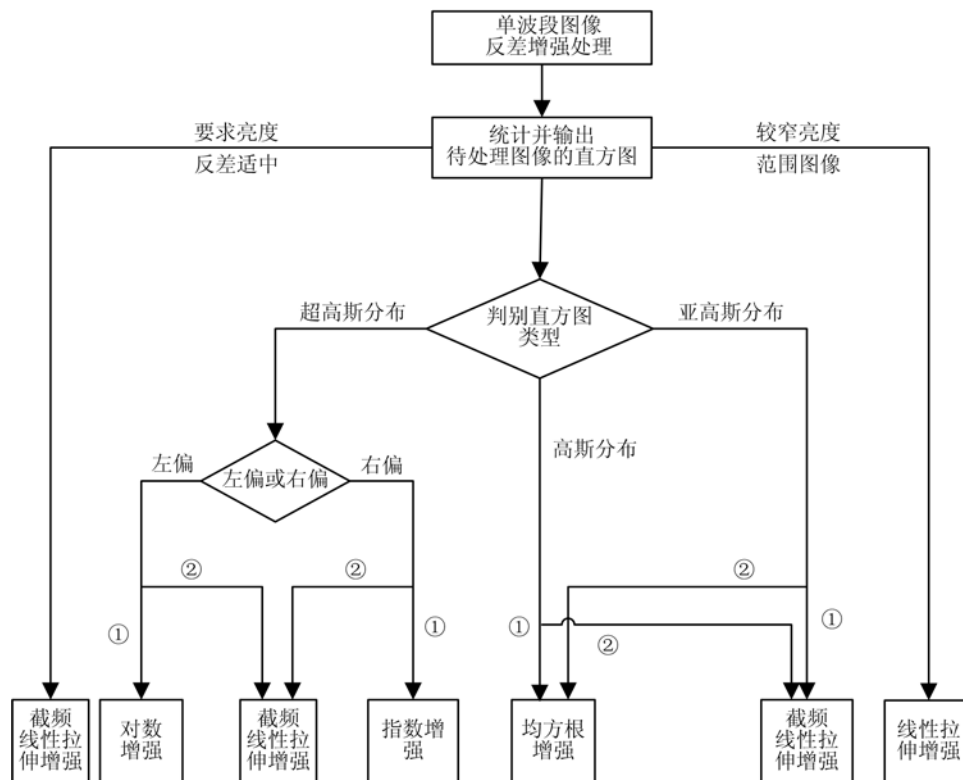 单波段图像
反差增强处理
要求亮度
反差适中
统计并输出
待处理图像的直方图
较窄亮度
范围图像
超高斯分布
判别直方图
类型
亚高斯分布
左偏
左偏或右偏
右偏
高斯分布
②
②
②
①
①
①
②
①
截频
线性拉
伸增强
对数
增强
截频
线性拉
伸增强
指数增
强
均方根
增强
截频
线性拉
伸增强
线性拉
伸增强